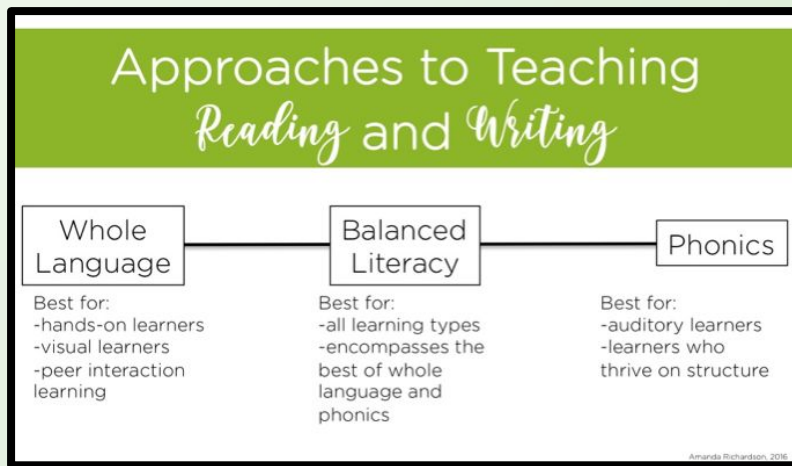 Approaches to Teaching
Reading and Writing
Whole
Language
Best for:
-hands-on learners
-visual learners
-peer interaction
learning
Balanced
Literacy
Best for:
-all learning types
-encompasses the
best of whole
language and
phonics
Phonics
Best for:
-auditory learners
-learners who
thrive on structure
Amanda Richardson, 2016